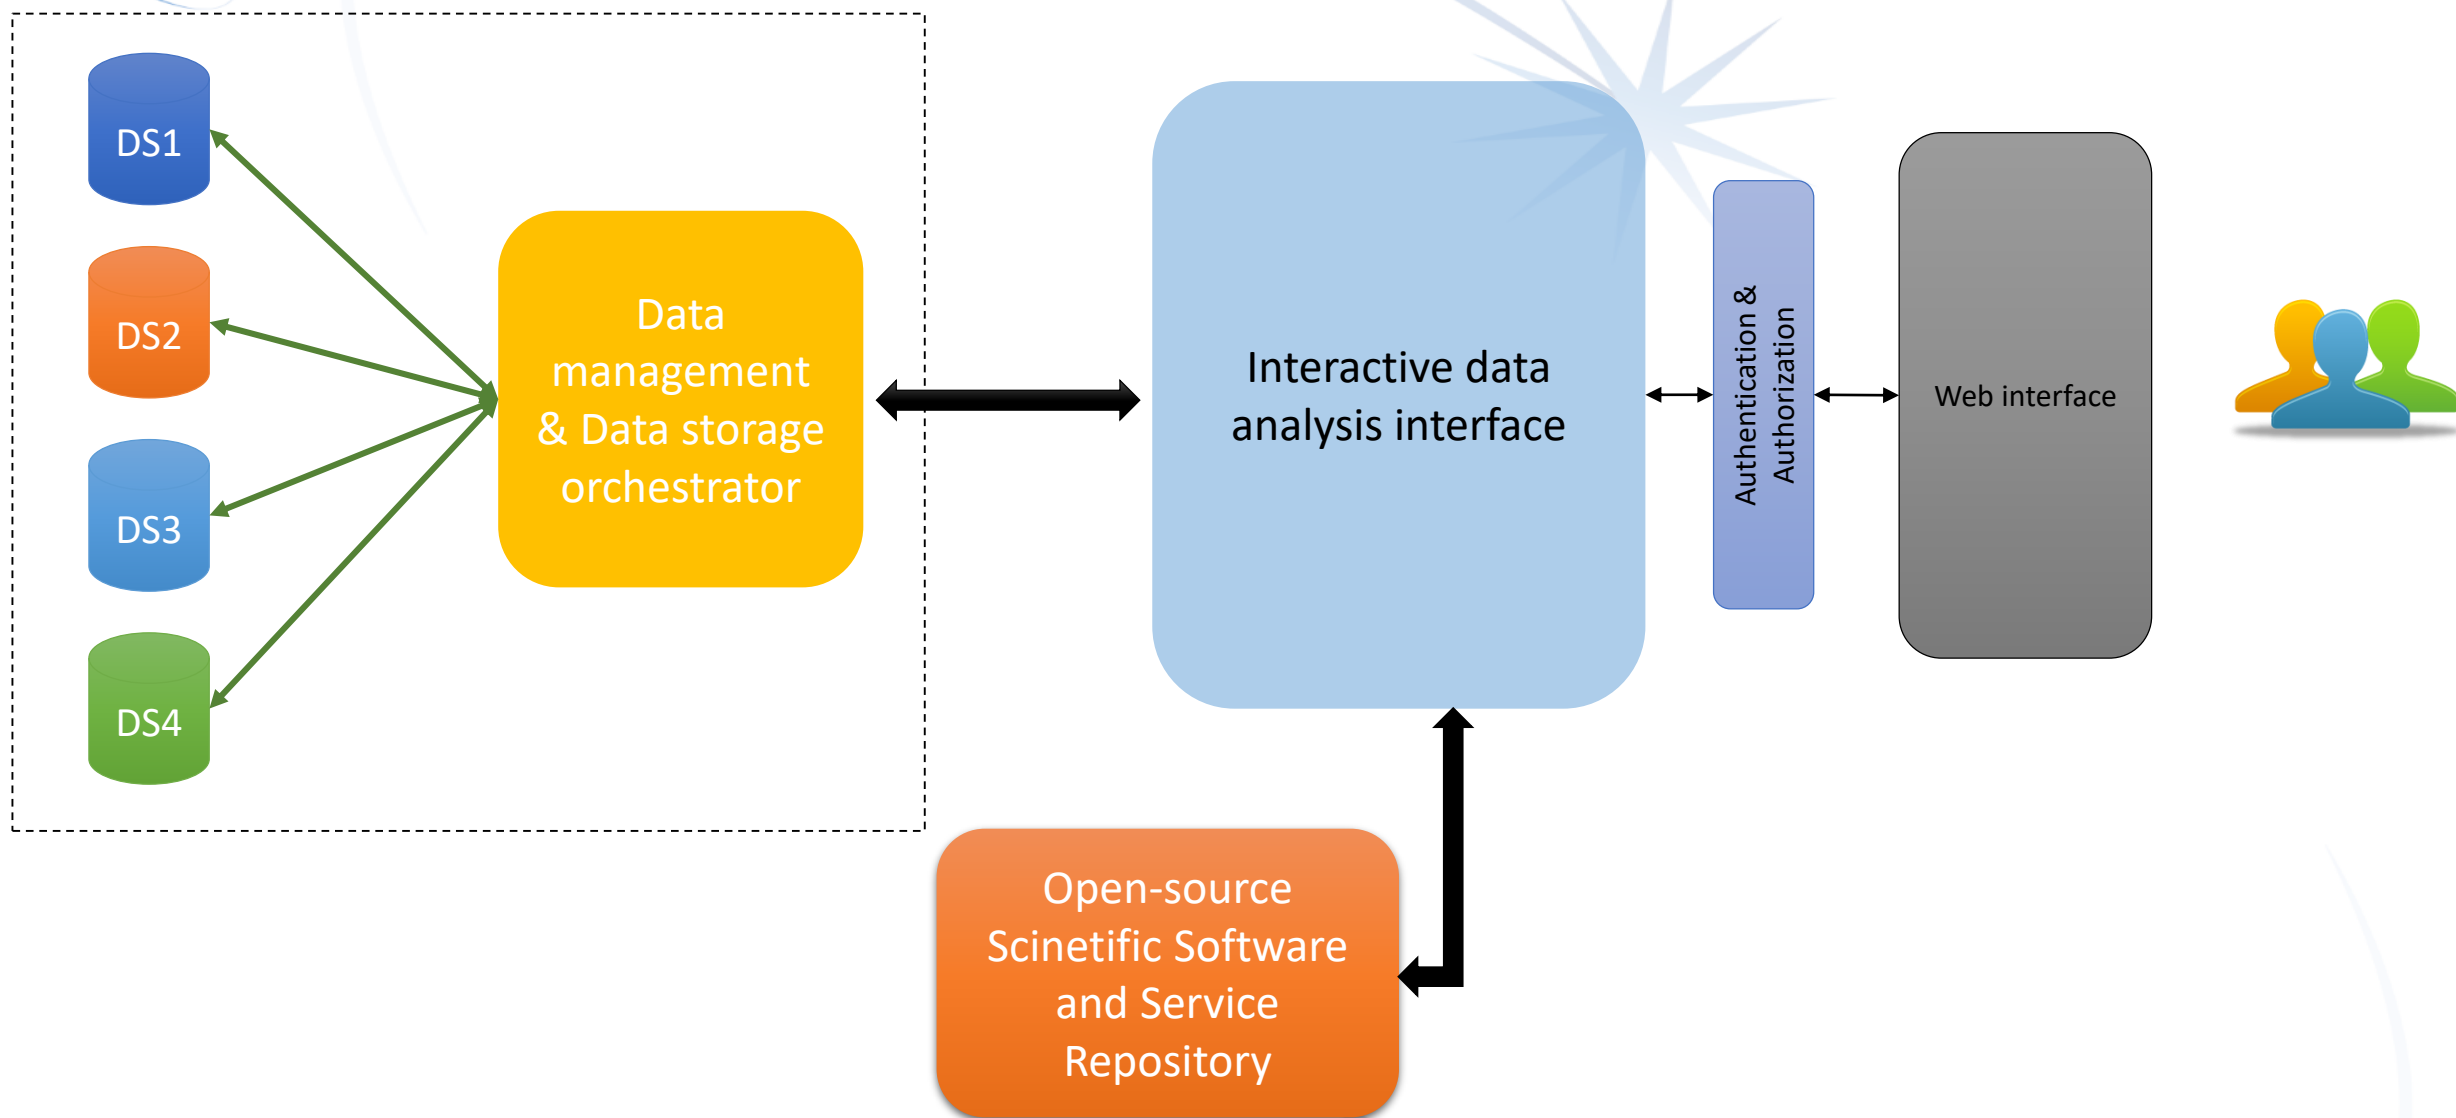 DS1
DS2
DS3
DS4
Data
management
& Data storage
orchestrator
Interactive data
analysis interface
Authentication &
Authorization
Web interface
Open-source
Scinetific Software
and Service
Repository